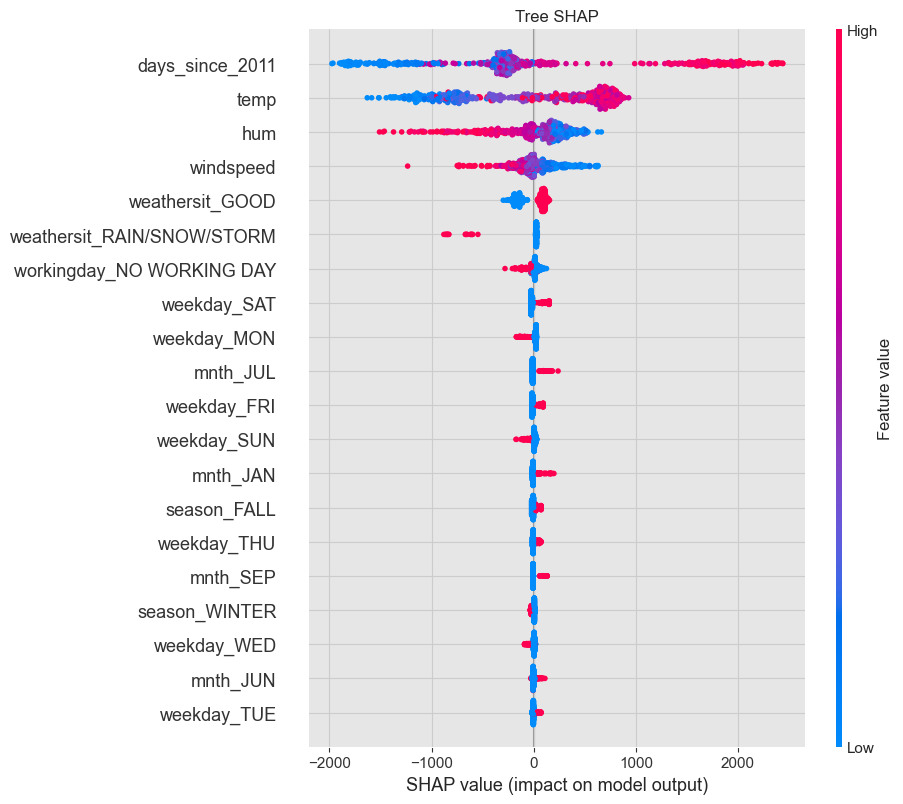 Tree SHAP
High
days_since_2011
temp
hum
windspeed
weathersit_GOOD
weathersit_RAIN/SNOW/STORM
workingday_NO WORKING DAY
weekday_SAT
weekday_MON
mnth_JUL
weekday_FRI
weekday_SUN
mnth_JAN
season_FALL
weekday_THU
mnth_SEP
season_WINTER
weekday_WED
mnth_JUN
weekday_TUE
Feature value
Low
−2000 −1000 0 1000 2000
SHAP value (impact on model output)